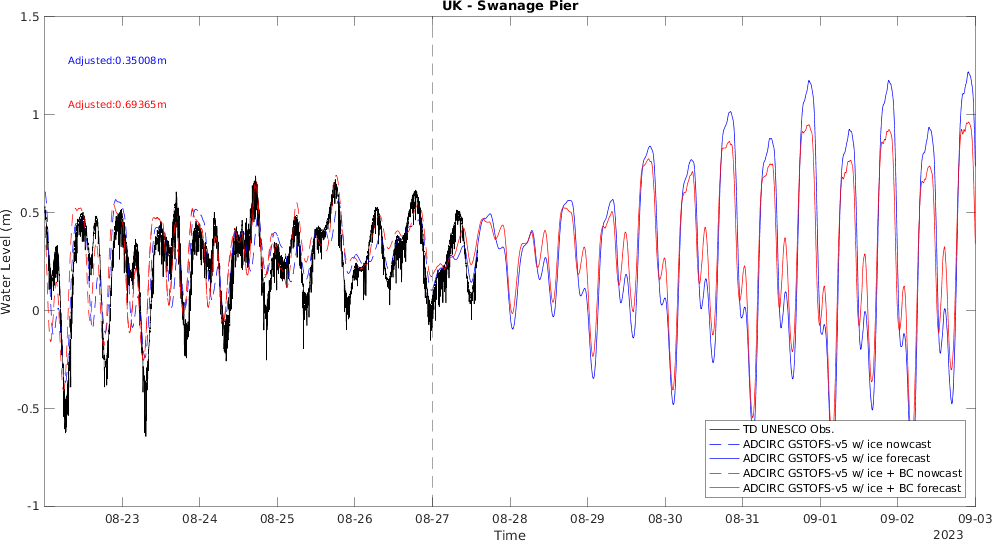 UK - Swanage Pier
1.5
1
0.5
0
-0.5
-1
Water Level (m)
Adjusted:0.35008m
Adjusted:0.69365m
TD UNESCO Obs.
ADCIRC GSTOFS-v5 w/ ice nowcast
ADCIRC GSTOFS-v5 w/ ice forecast
ADCIRC GSTOFS-v5 w/ ice + BC nowcast
ADCIRC GSTOFS-v5 w/ ice + BC forecast
08-23 08-24 08-25 08-26 08-27 08-28 08-29 08-30 08-31 09-01 09-02 09-03
Time
2023